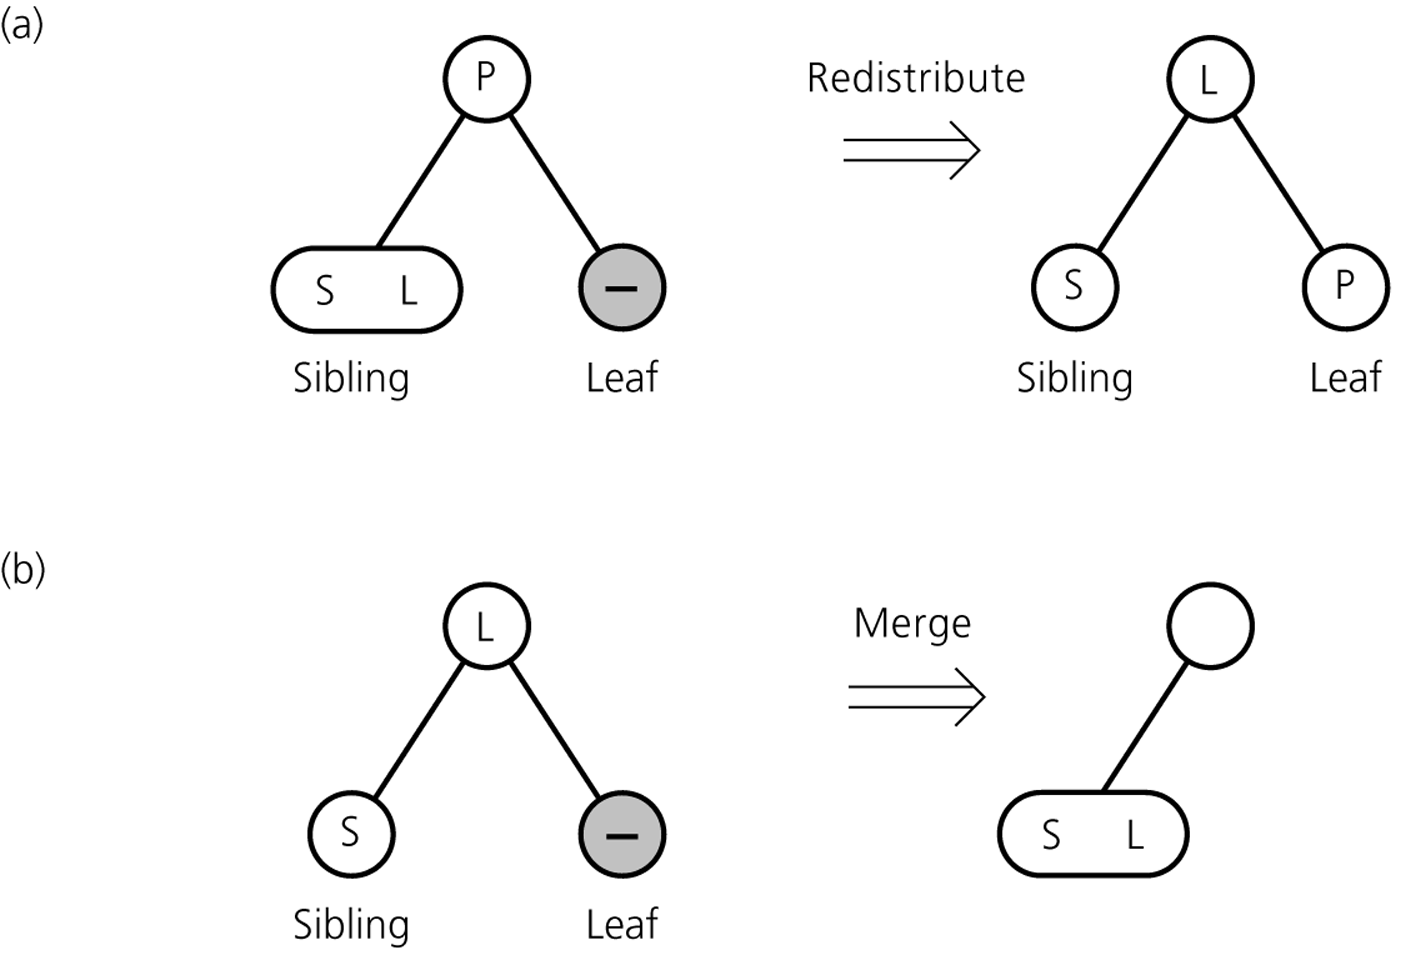 (a)
P
Redistribute
L
S L
–
S
P
Sibling
Leaf
Sibling
Leaf
(b)
L
Merge
S
–
S L
Sibling
Leaf